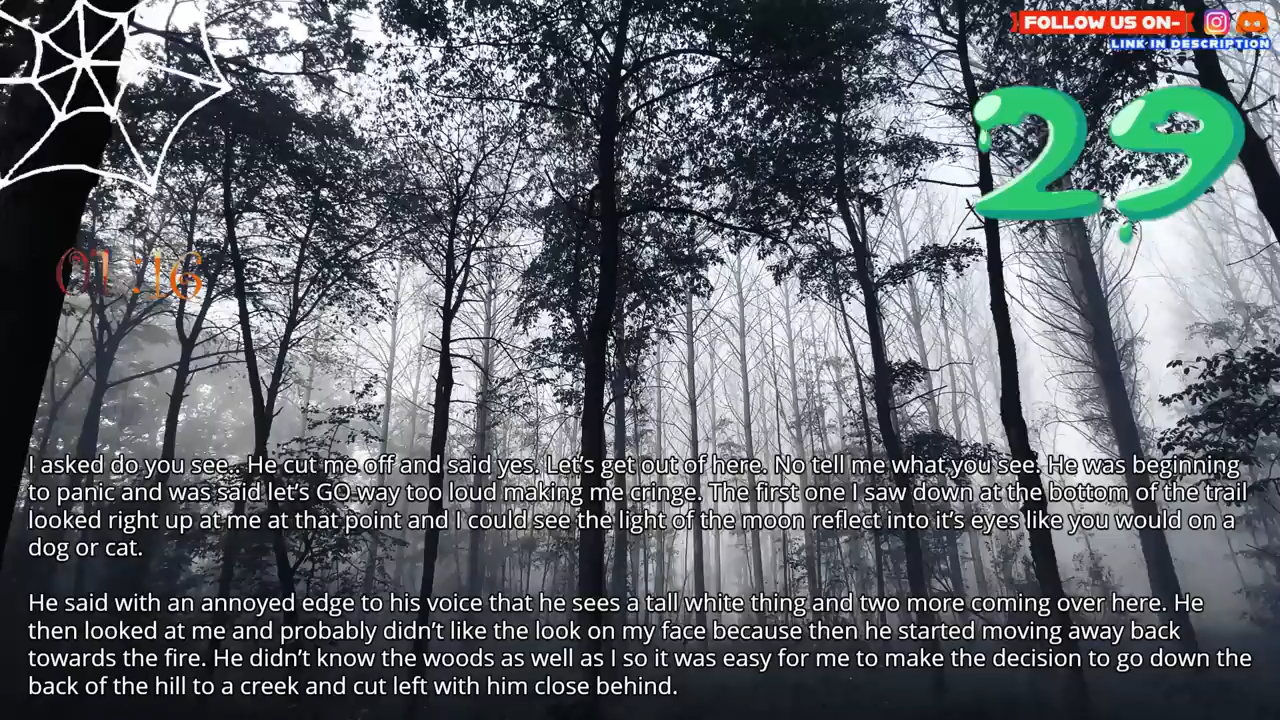 FOLLOW US ON-
LINK IN DESCRIPTION
29
01:16
I asked do you see.. He cut me off and said yes. Let's get out of here. No tell me what you see. He was beginning
to panic and was said let's GO way too loud making me cringe. The first one I saw down at the bottom of the trail
looked right up at me at that point and I could see the light of the moon reflect into it's eyes like you would on a
dog or cat.
He said with an annoyed edge to his voice that he sees a tall white thing and two more coming over here. He
then looked at me and probably didn't like the look on my face because then he started moving away back
towards the fire. He didn't know the woods as well as I so it was easy for me to make the decision to go down the
back of the hill to a creek and cut left with him close behind.